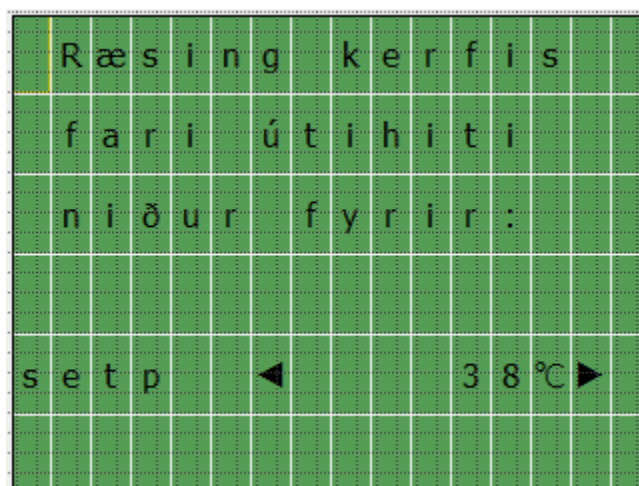 Ræsing kerfis
fari útihiti
niður fyrir:
setp ◀ 38℃▶